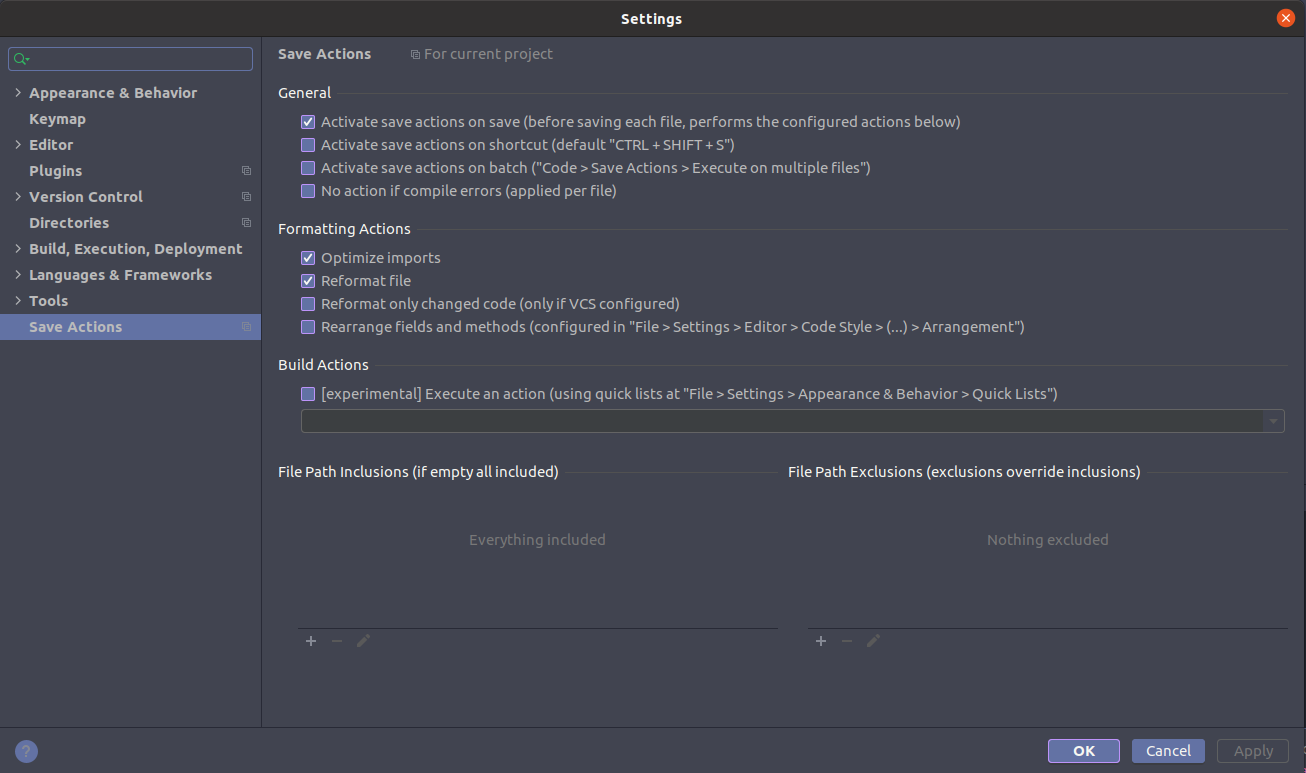 Settings
Save Actions For current project
Appearance & Behavior
Keymap
Editor
Plugins
Version Control
Directories
Build, Execution, Deployment
Languages & Frameworks
Tools
Save Actions
General
Activate save actions on save (before saving each file, performs the configured actions below)
Activate save actions on shortcut (default "CTRL + SHIFT + S")
Activate save actions on batch ("Code > Save Actions > Execute on multiple files")
No action if compile errors (applied per file)
Formatting Actions
Optimize imports
Reformat file
Reformat only changed code (only if VCS configured)
Rearrange fields and methods (configured in "File > Settings > Editor > Code Style > (...) > Arrangement")
Build Actions
[experimental] Execute an action (using quick lists at "File > Settings > Appearance & Behavior > Quick Lists")
File Path Inclusions (if empty all included)
Everything included
File Path Exclusions (exclusions override inclusions)
Nothing excluded
?
OK
Cancel
Apply